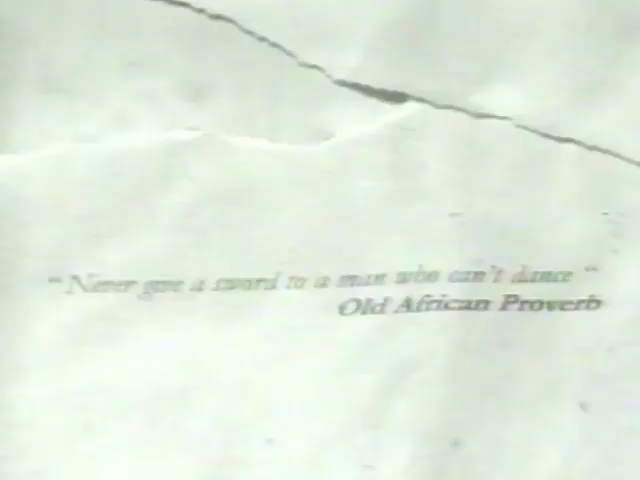 “ Never give a sword to a man who can't dance “
Old African Proverb